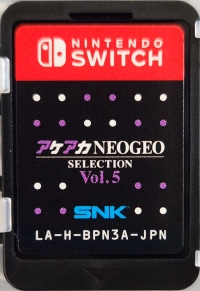 NINTENDO
SWITCH
アケアカNEOGEO
SELECTION
Vol.5
SNK
LA-H-BPN3A-JPN